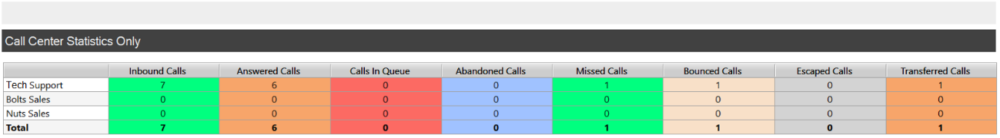 Call Center Statistics Only
Inbound Calls Answered Calls Calls In Queue Abandoned Calls Missed Calls Bounced Calls Escaped Calls Transferred Calls
Tech Support 7 6 0 0 1 1 0 1
Bolts Sales 0 0 0 0 0 0 0 0
Nuts Sales 0 0 0 0 0 0 0 0
Total 7 6 0 0 1 1 0 1